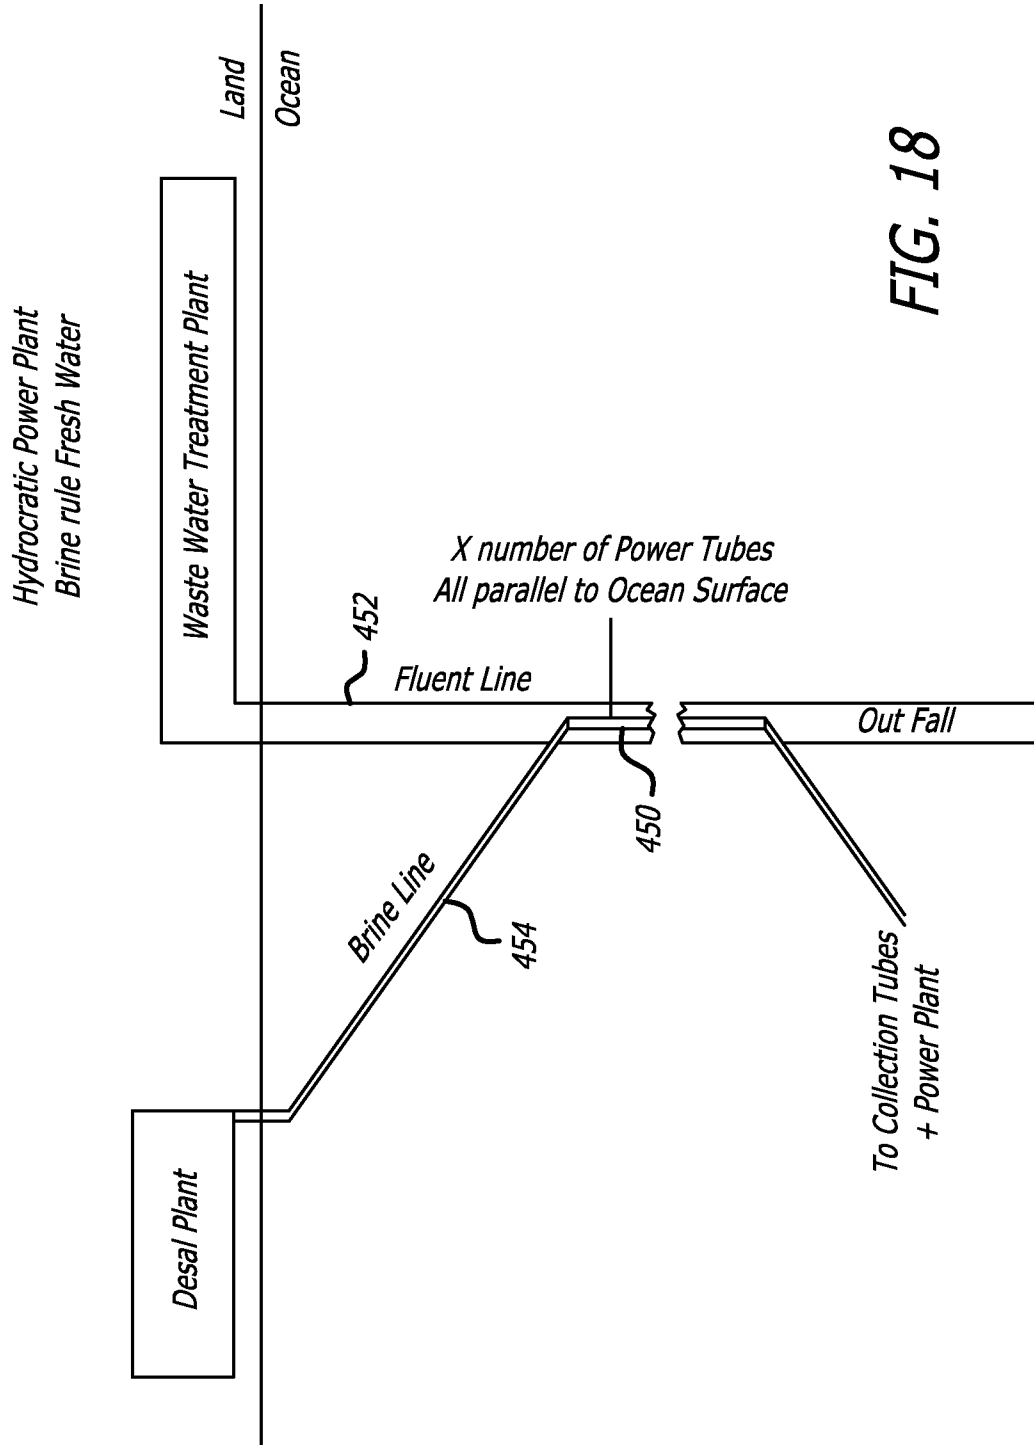 Hydrocratic Power Plant
Brine rule Fresh Water
Land
Ocean
Waste Water Treatment Plant
Desal Plant
X number of Power Tubes
All parallel to Ocean Surface
452
Fluent Line
450
Out Fall
Brine Line
454
To Collection Tubes
+ Power Plant
FIG. 18